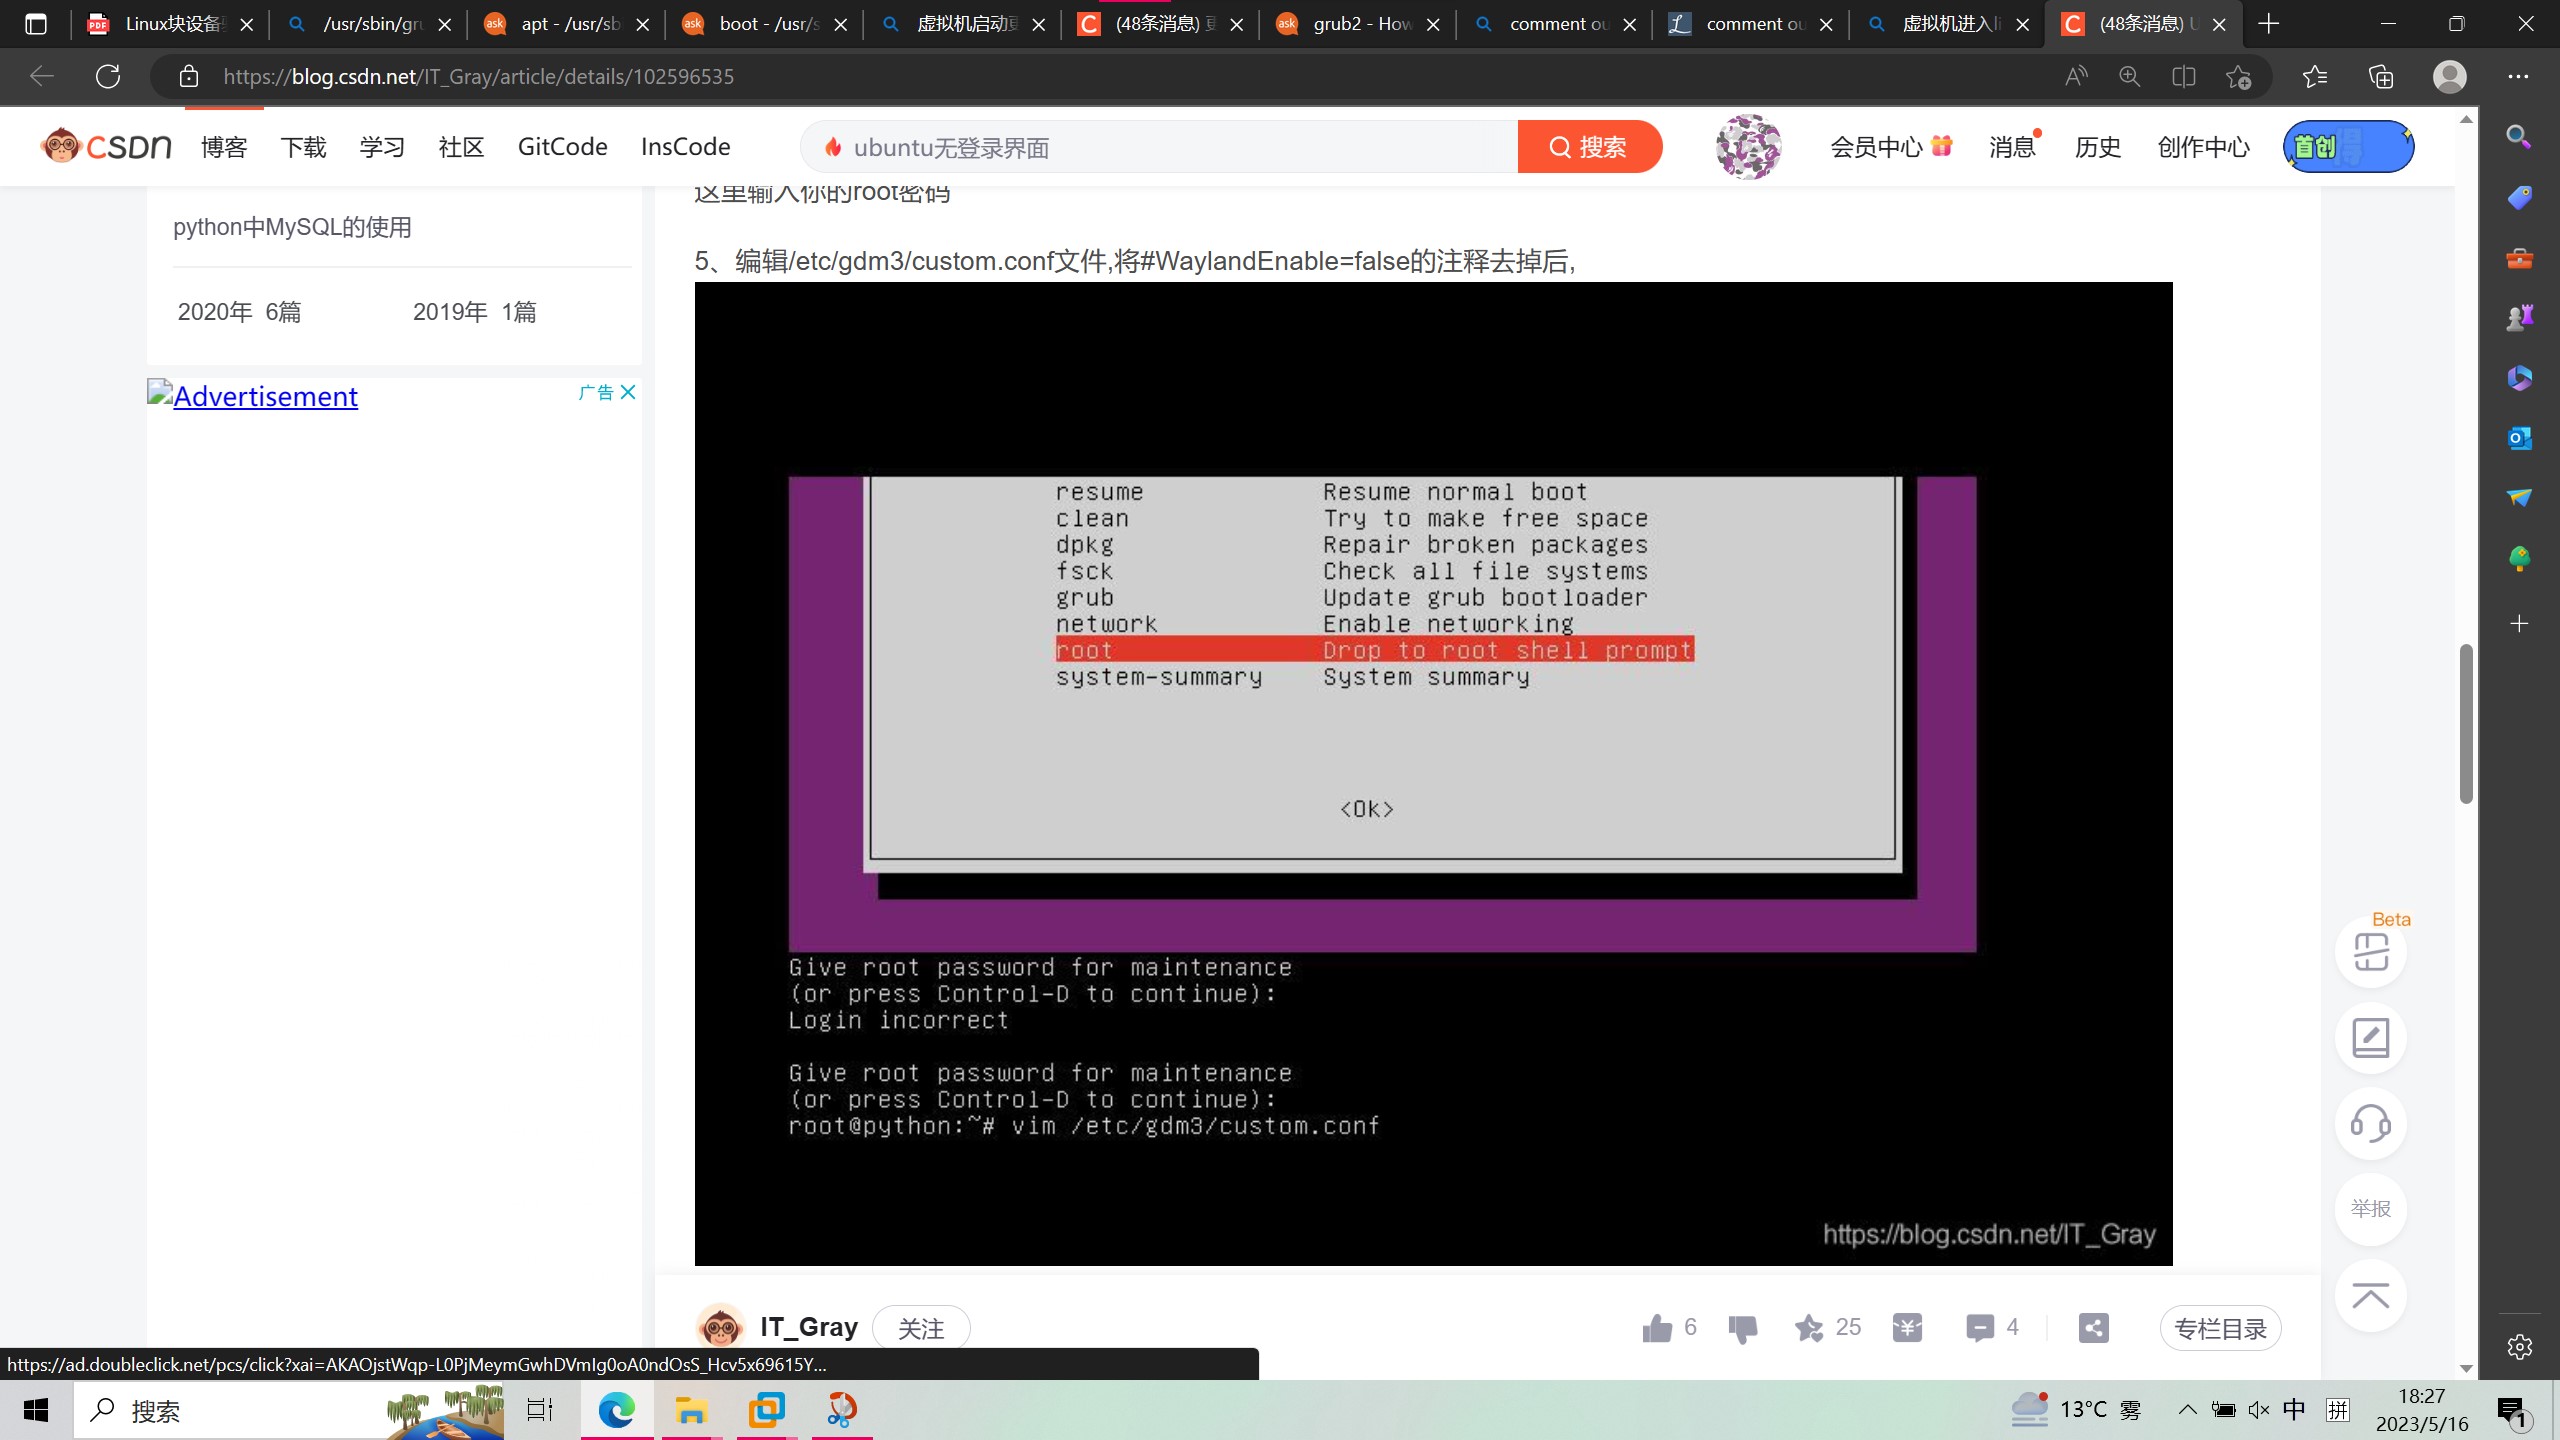 Linux块设备
/usr/sbin/gru
apt - /usr/sb
boot - /usr/s
虚拟机启动
(48条消息)
grub2 - How
comment ou
comment ou
虚拟机进入li
(48条消息) U
https://blog.csdn.net/IT_Gray/article/details/102596535
CSDN
博客
下载
学习
社区
GitCode
InsCode
ubuntu无登录界面
搜索
会员中心
消息
历史
创作中心
首创
这里输入你的root密码
python中MySQL的使用
2020年 6篇
2019年 1篇
Advertisement
广告
5、编辑/etc/gdm3/custom.conf文件,将#WaylandEnable=false的注释去掉后,
resume Resume normal boot
clean Try to make free space
dpkg Repair broken packages
fsck Check all file systems
grub Update grub bootloader
network Enable networking
root Drop to root shell prompt
system-summary System summary
<Ok>
Give root password for maintenance
(or press Control-D to continue):
Login incorrect
Give root password for maintenance
(or press Control-D to continue):
root@python:~# vim /etc/gdm3/custom.conf
https://blog.csdn.net/IT_Gray
Beta
举报
IT_Gray
关注
6
25
4
专栏目录
https://ad.doubleclick.net/pcs/click?xai=AKAOjstWqp-L0PjMeymGwhDVmIg0oA0ndOsS_Hcv5x69615Y...
搜索
13°C 雾
中
拼
18:27
2023/5/16
1